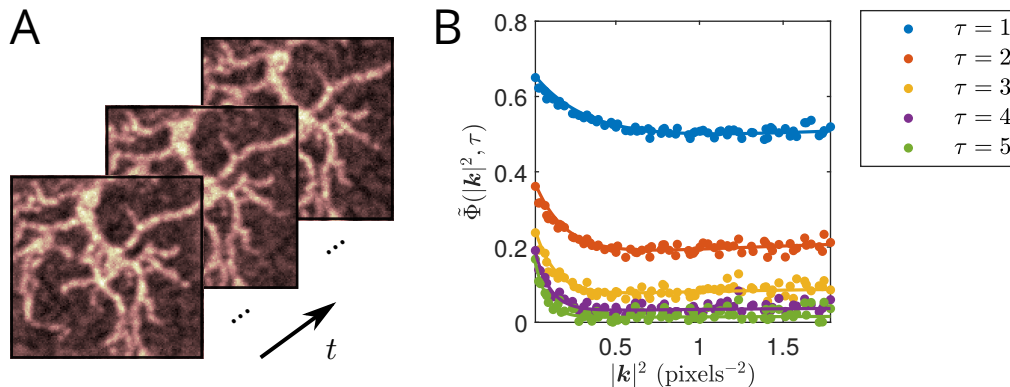 A
...
...
t
B
0.8
0.6
0.4
0.2
0
Φ̃(|k|², τ)
0.5
1
1.5
|k|² (pixels⁻²)
τ = 1
τ = 2
τ = 3
τ = 4
τ = 5